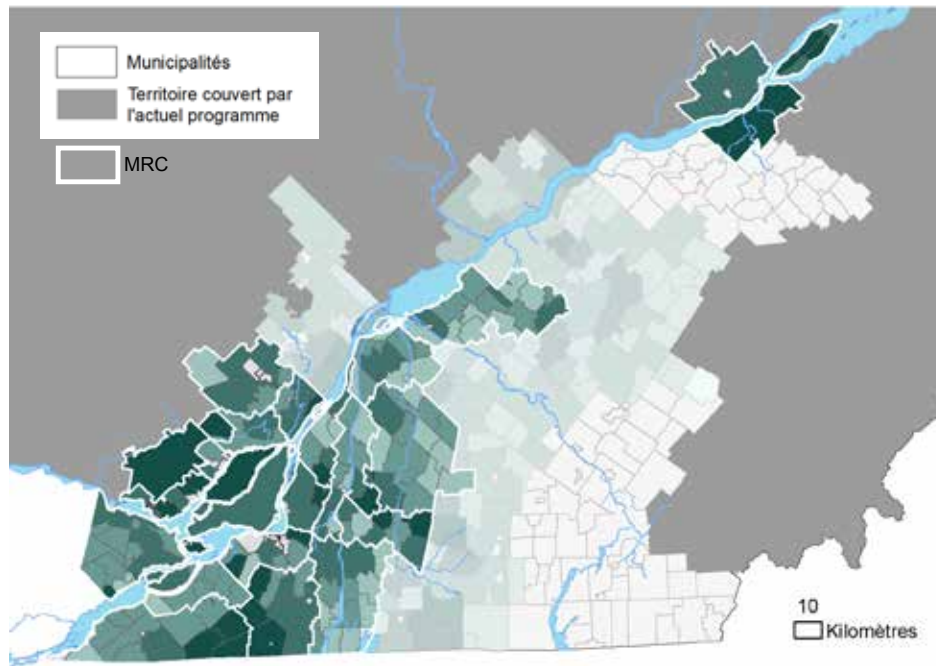 Municipalités
Territoire couvert par
l'actuel programme
MRC
10
Kilomètres